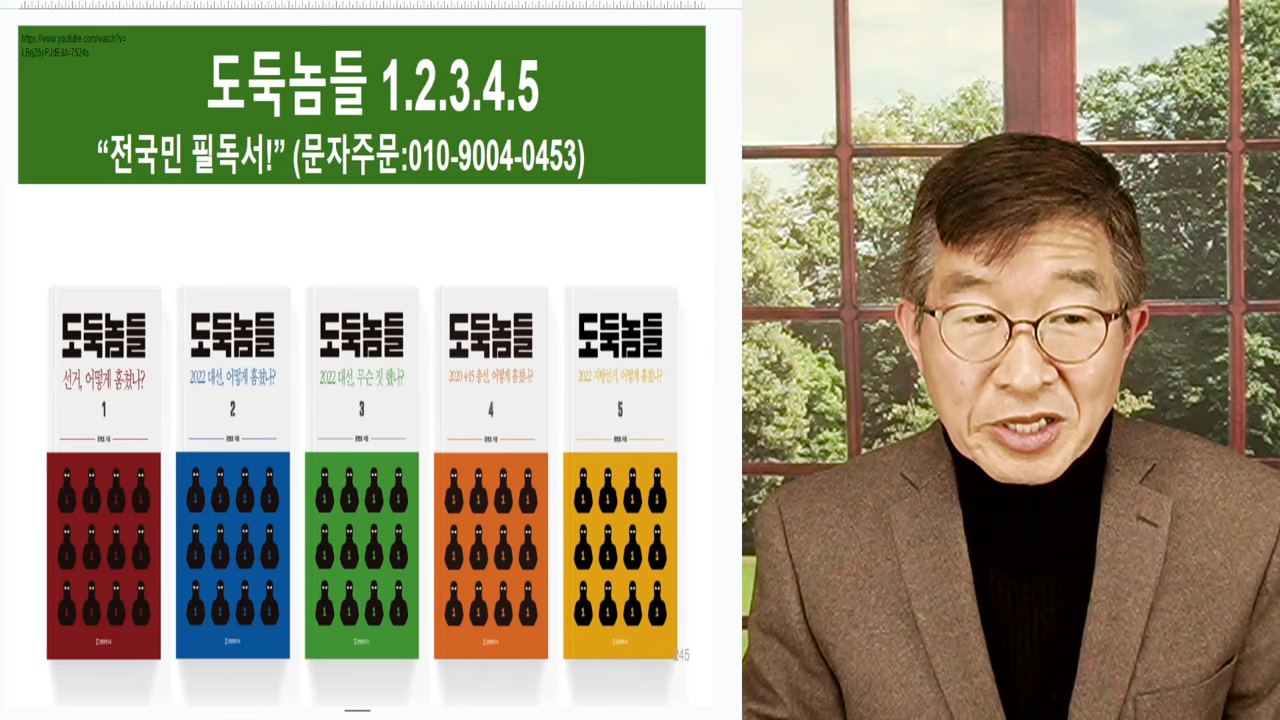 https://www.youtube.com/watch?v=
도둑놈들 1.2.3.4.5
“전국민 필독서!” (문자주문:010-9004-0453)
도둑놈들
선거, 어떻게 훔쳤나?
1
도둑놈들
2022 대선, 어떻게 훔쳤나?
2
도둑놈들
2022 대선, 무슨 짓 했나?
3
도둑놈들
2020 4·15 총선, 어떻게 훔쳤나?
4
도둑놈들
2022 지방선거, 어떻게 훔쳤나?
5
245